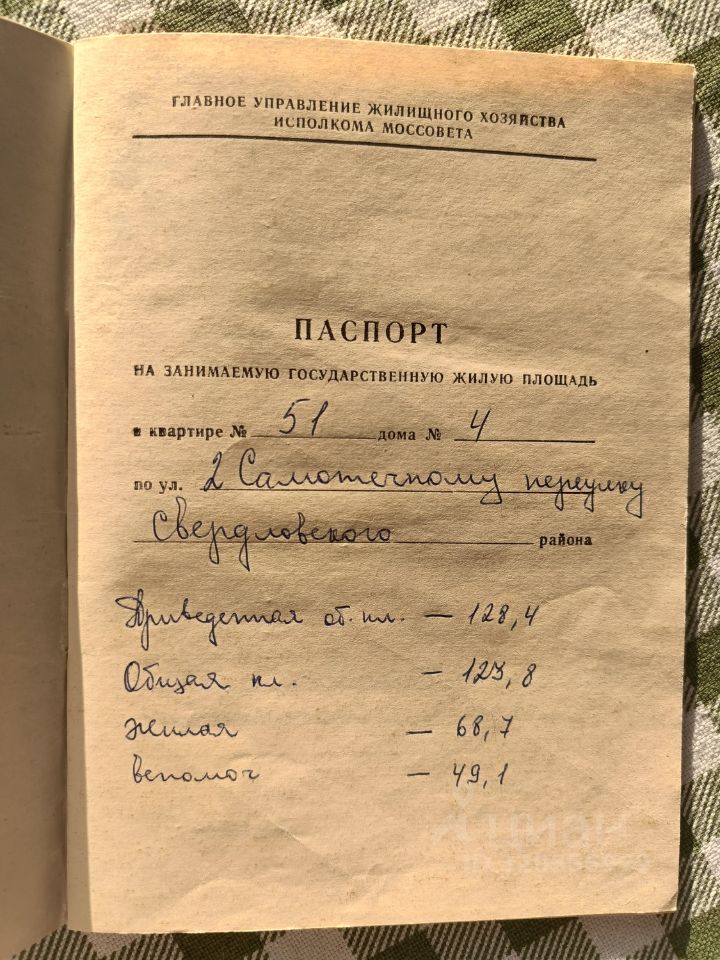 ГЛАВНОЕ УПРАВЛЕНИЕ ЖИЛИЩНОГО ХОЗЯЙСТВА
ИСПОЛКОМА МОССОВЕТА
ПАСПОРТ
НА ЗАНИМАЕМУЮ ГОСУДАРСТВЕННУЮ ЖИЛУЮ ПЛОЩАДЬ
в квартире № 51 дома № 4
по ул. 2 Самотечному переулку
Свердловского района
Приведенная об. пл. — 128,4
Общая пл. — 123,8
жилая — 68,7
вспомог — 49,1
циан